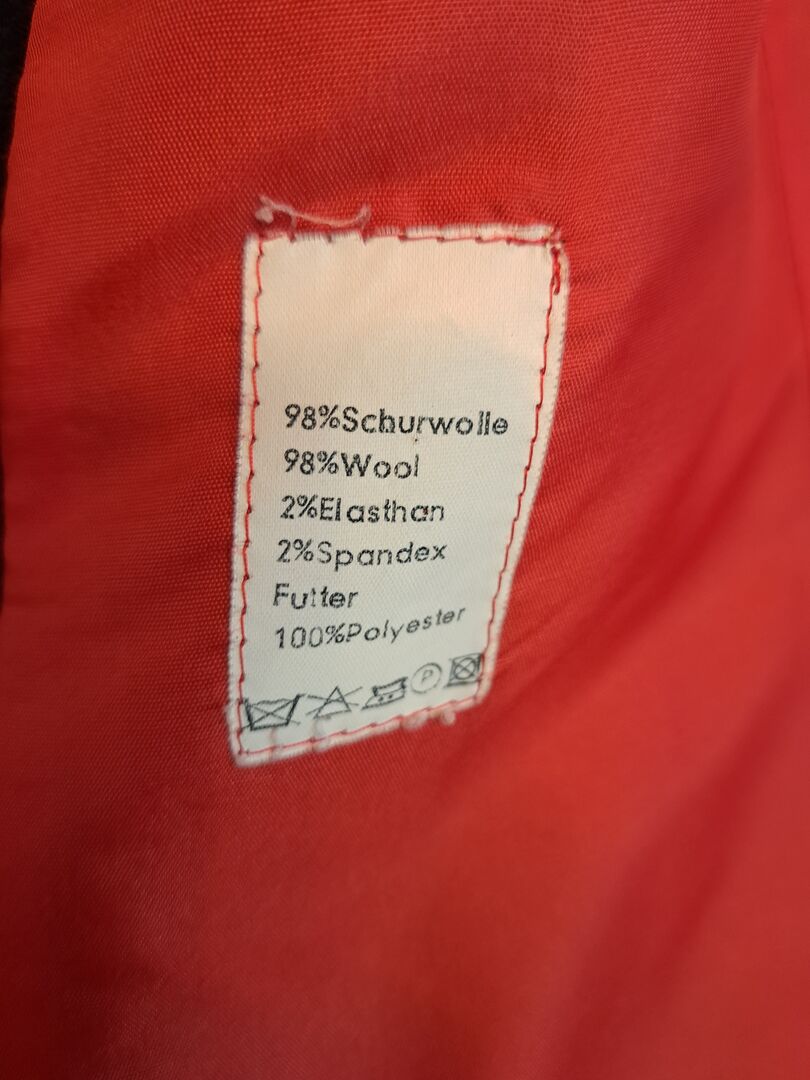 98%Schurwolle
98%Wool
2%Elasthan
2%Spandex
Futter
100%Polyester
P